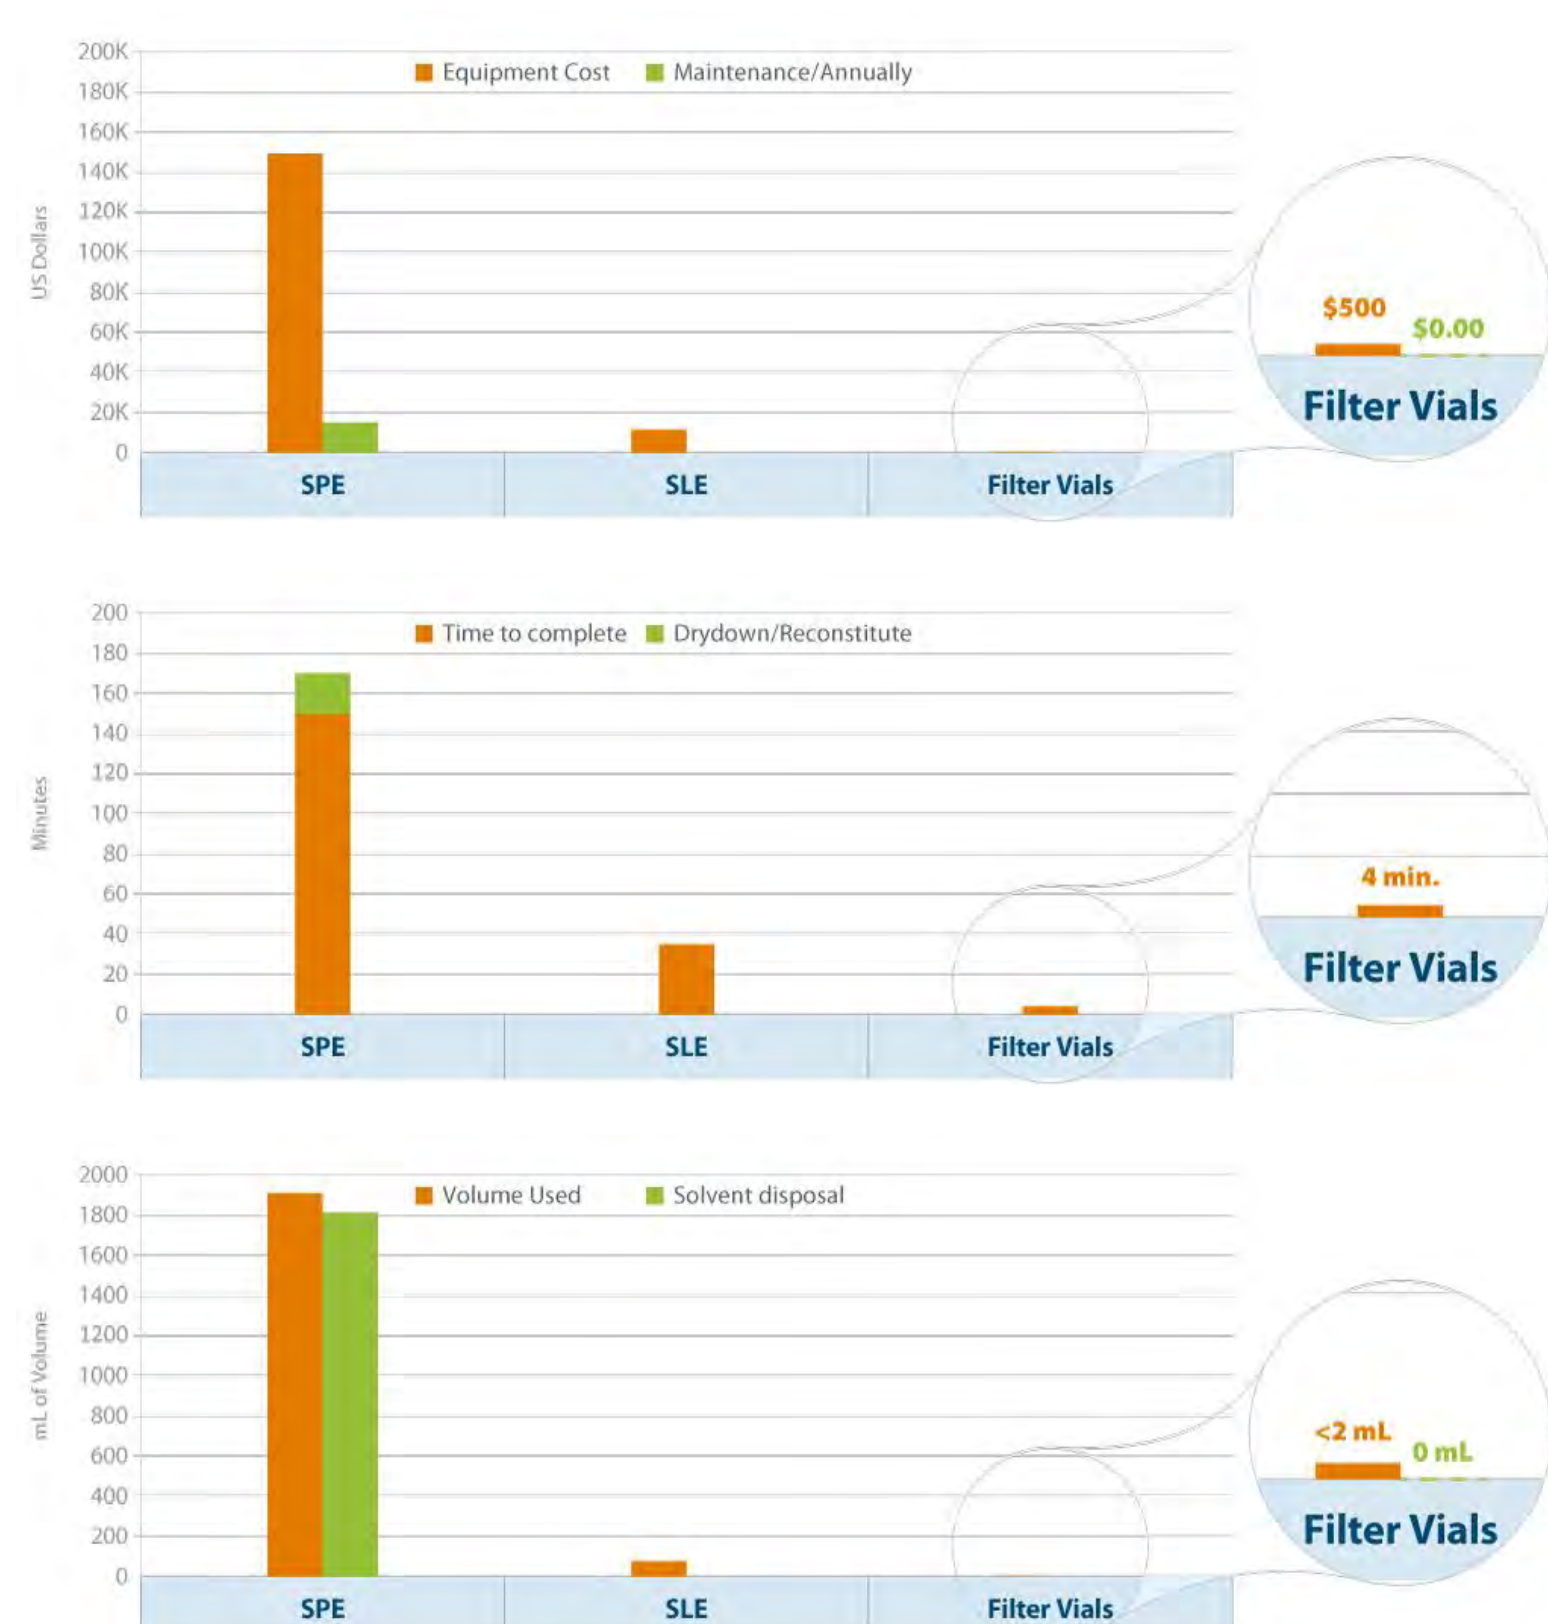 200K
Equipment Cost Maintenance/Annually
180K
160K
140K
120K
100K
80K
60K
40K
20K
0
US Dollars
SPE SLE Filter Vials
$500
$0.00
Filter Vials
200
Time to complete Drydown/Reconstitute
180
160
140
120
100
80
60
40
20
0
Minutes
SPE SLE Filter Vials
4 min.
Filter Vials
2000
Volume Used Solvent disposal
1800
1600
1400
1200
1000
800
600
400
200
0
mL of Volume
SPE SLE Filter Vials
<2 mL
0 mL
Filter Vials